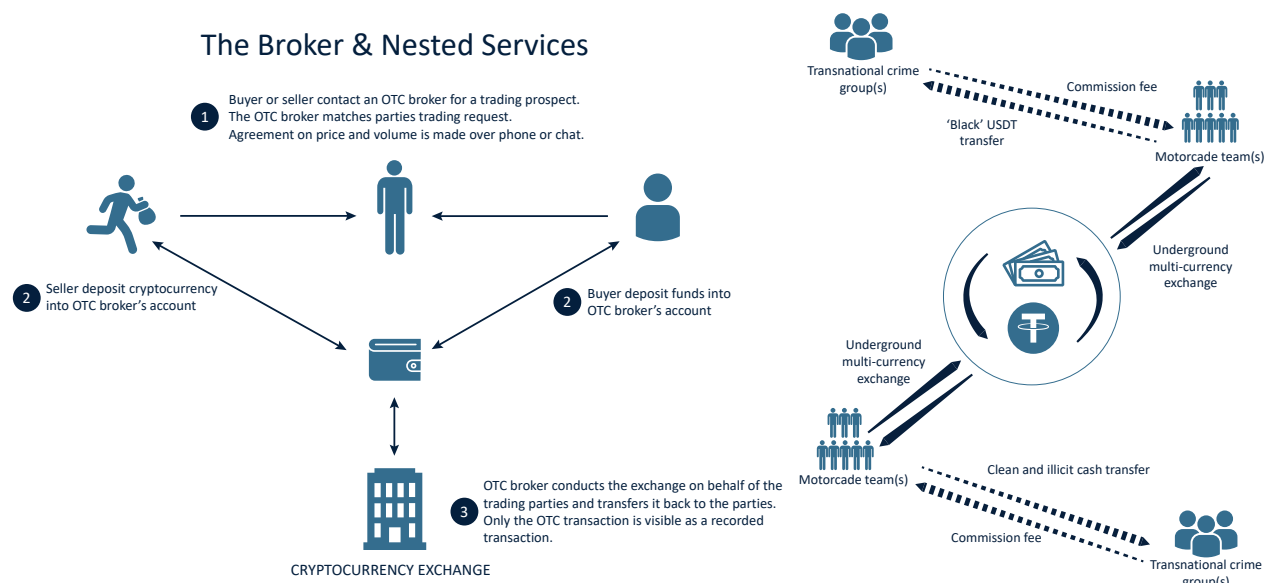 The Broker & Nested Services
1
Buyer or seller contact an OTC broker for a trading prospect.
The OTC broker matches parties trading request.
Agreement on price and volume is made over phone or chat.
2
Seller deposit cryptocurrency
into OTC broker's account
2
Buyer deposit funds into
OTC broker's account
3
OTC broker conducts the exchange on behalf of the
trading parties and transfers it back to the parties.
Only the OTC transaction is visible as a recorded
transaction.
CRYPTOCURRENCY EXCHANGE
Transnational crime
group(s)
Commission fee
‘Black’ USDT
transfer
Motorcade team(s)
Underground
multi-currency
exchange
Underground
multi-currency
exchange
Motorcade team(s)
Clean and illicit cash transfer
Commission fee
Transnational crime
group(s)